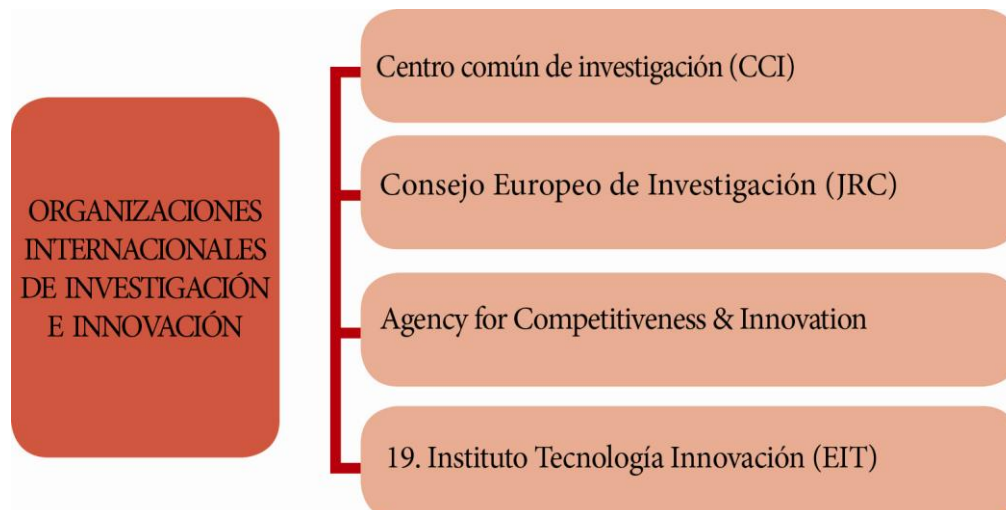 ORGANIZACIONES
INTERNACIONALES
DE INVESTIGACIÓN
E INNOVACIÓN
Centro común de investigación (CCI)
Consejo Europeo de Investigación (JRC)
Agency for Competitiveness & Innovation
19. Instituto Tecnología Innovación (EIT)